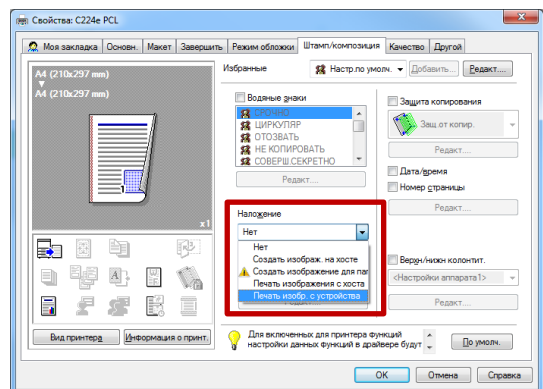 Свойства: C224e PCL
Моя закладка Основн. Макет Завершить Режим обложки Штамп/композиция Качество Другой
A4 (210x297 mm)
A4 (210x297 mm)
1
x1
Вид принтера Информация о принт.
Избранные Настр.по умолч. Добавить... Редакт....
Водяные знаки
СРОЧНО
ЦИРКУЛЯР
ОТОЗВАТЬ
НЕ КОПИРОВАТЬ
СОВЕРШ.СЕКРЕТНО
Редакт....
Наложение
Нет
Нет
Создать изображ. на хосте
Создать изображение для пап
Печать изображения с хоста
Печать изобр. с устройства
Защита копирования
Защ.от копир.
Редакт....
Дата/время
Номер страницы
Редакт....
Верхн/нижн колонтит.
<Настройки аппарата1>
Редакт....
Для включенных для принтера функций
настройки данных функций в драйвере будут
По умолч.
OK Отмена Справка